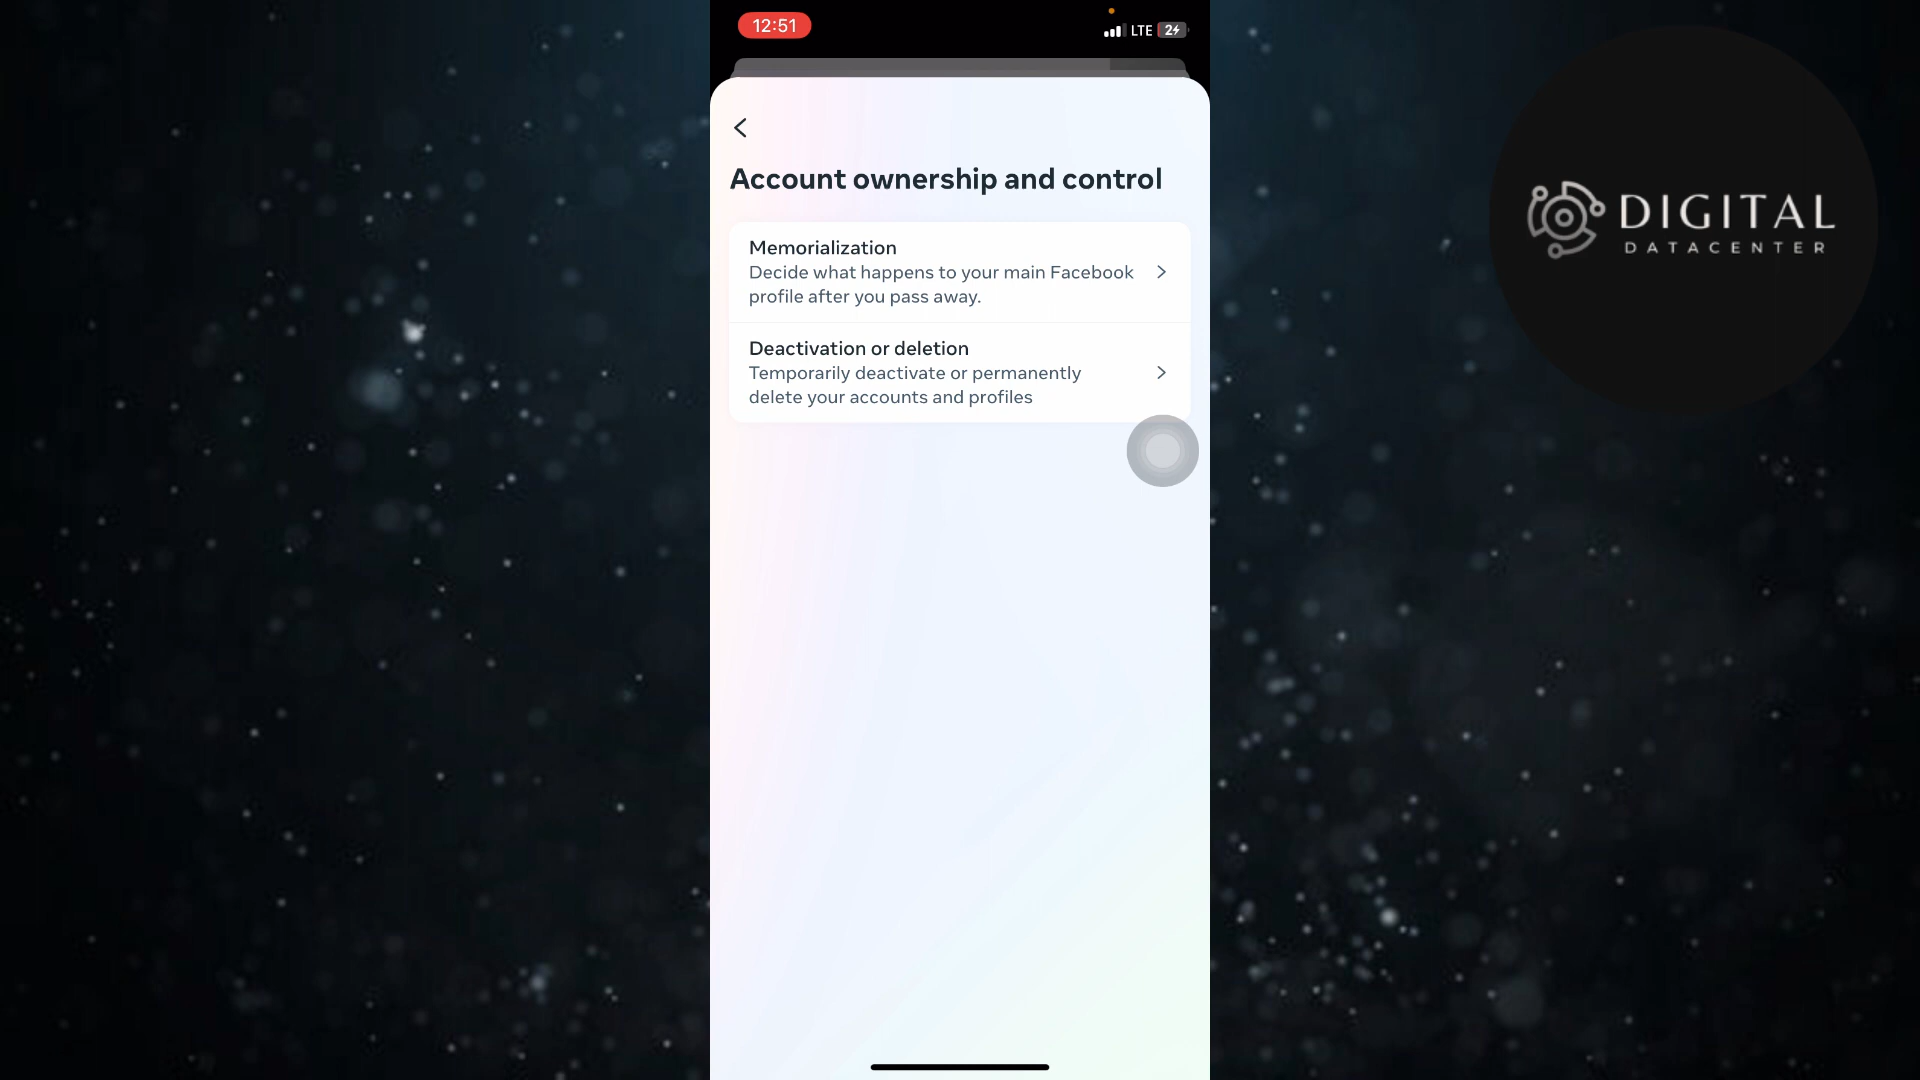 12:51
LTE 24
Account ownership and control
Memorialization
Decide what happens to your main Facebook
profile after you pass away.
Deactivation or deletion
Temporarily deactivate or permanently
delete your accounts and profiles
DIGITAL
DATACENTER